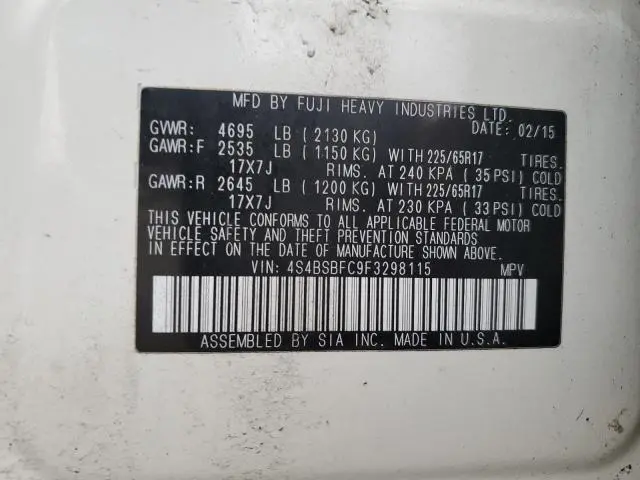 MFD BY FUJI HEAVY INDUSTRIES LTD.
DATE: 02/15
GVWR: 4695 LB (2130 KG)
GAWR:F 2535 LB (1150 KG) WITH 225/65R17 TIRES.
17X7J RIMS. AT 240 KPA (35 PSI) COLD
GAWR:R 2645 LB (1200 KG) WITH 225/65R17 TIRES.
17X7J RIMS. AT 230 KPA (33 PSI) COLD
THIS VEHICLE CONFORMS TO ALL APPLICABLE FEDERAL MOTOR
VEHICLE SAFETY AND THEFT PREVENTION STANDARDS
IN EFFECT ON THE DATE OF MANUFACTURE SHOWN ABOVE.
VIN: 4S4BSBFC9F3298115 MPV
ASSEMBLED BY SIA INC. MADE IN U.S.A.